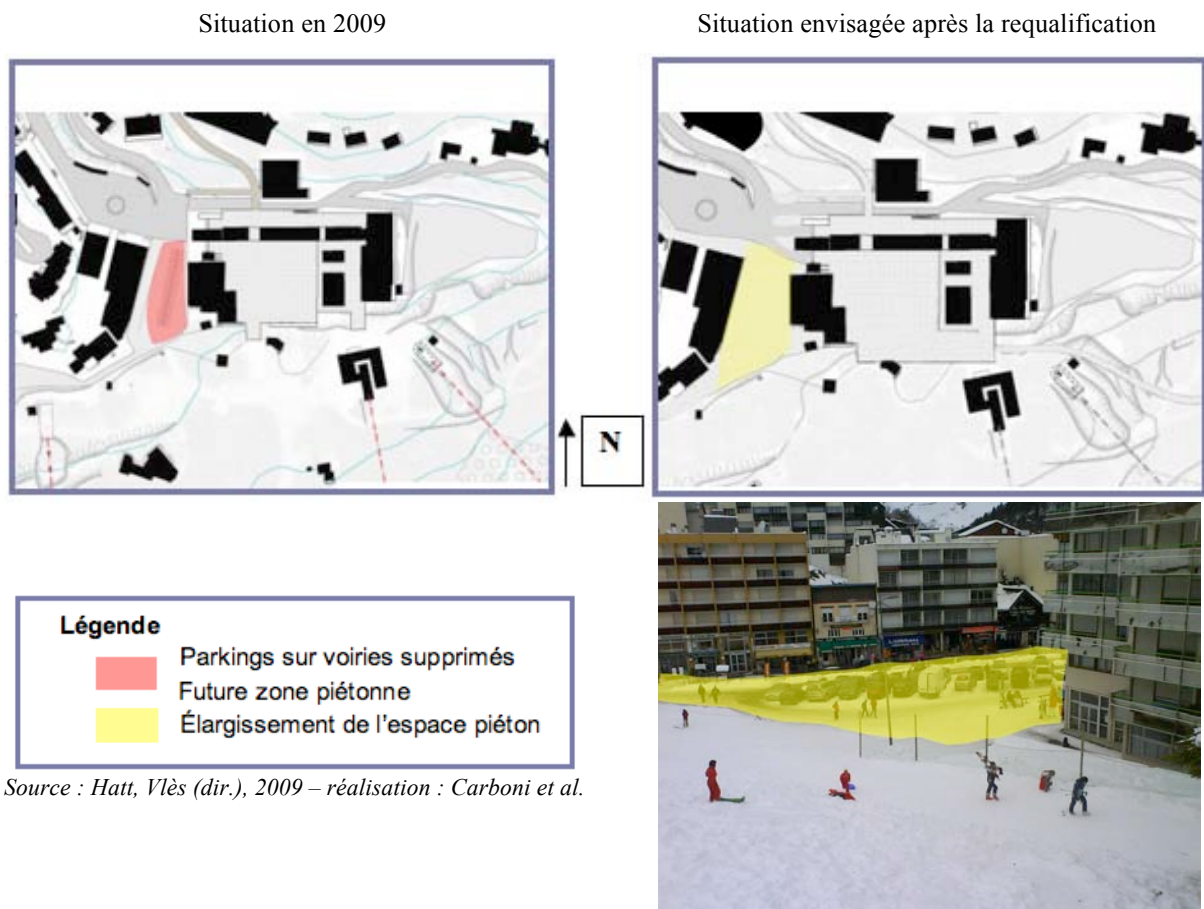 Situation en 2009
Situation envisagée après la requalification
N
Légende
Parkings sur voiries supprimés
Future zone piétonne
Élargissement de l'espace piéton
Source : Hatt, Vlès (dir.), 2009 – réalisation : Carboni et al.